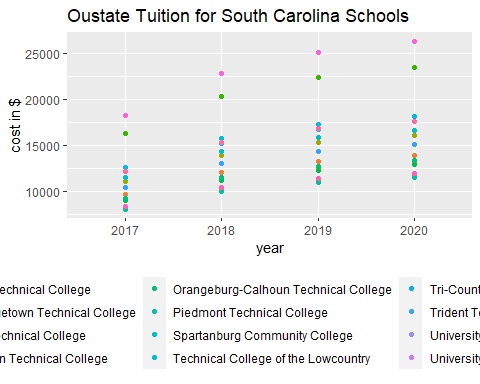 Oustate Tuition for South Carolina Schools
cost in $
25000
20000
15000
10000
2017 2018 2019 2020
year
echnical College Orangeburg-Calhoun Technical College Tri-Count
getown Technical College Piedmont Technical College Trident Te
chnical College Spartanburg Community College University
n Technical College Technical College of the Lowcountry University